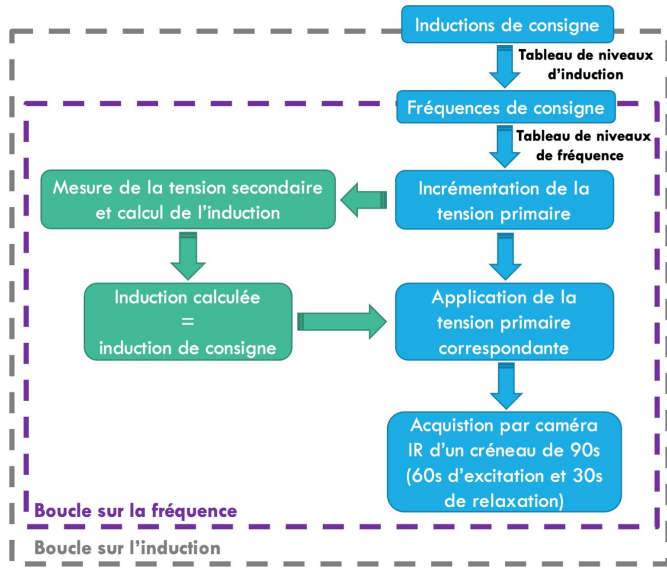 Inductions de consigne
Tableau de niveaux
d'induction
Fréquences de consigne
Tableau de niveaux
de fréquence
Mesure de la tension secondaire
et calcul de l'induction
Incrémentation de la
tension primaire
Induction calculée
=
induction de consigne
Application de la
tension primaire
correspondante
Acquistion par caméra
IR d'un créneau de 90s
(60s d'excitation et 30s
de relaxation)
Boucle sur la fréquence
Boucle sur l'induction